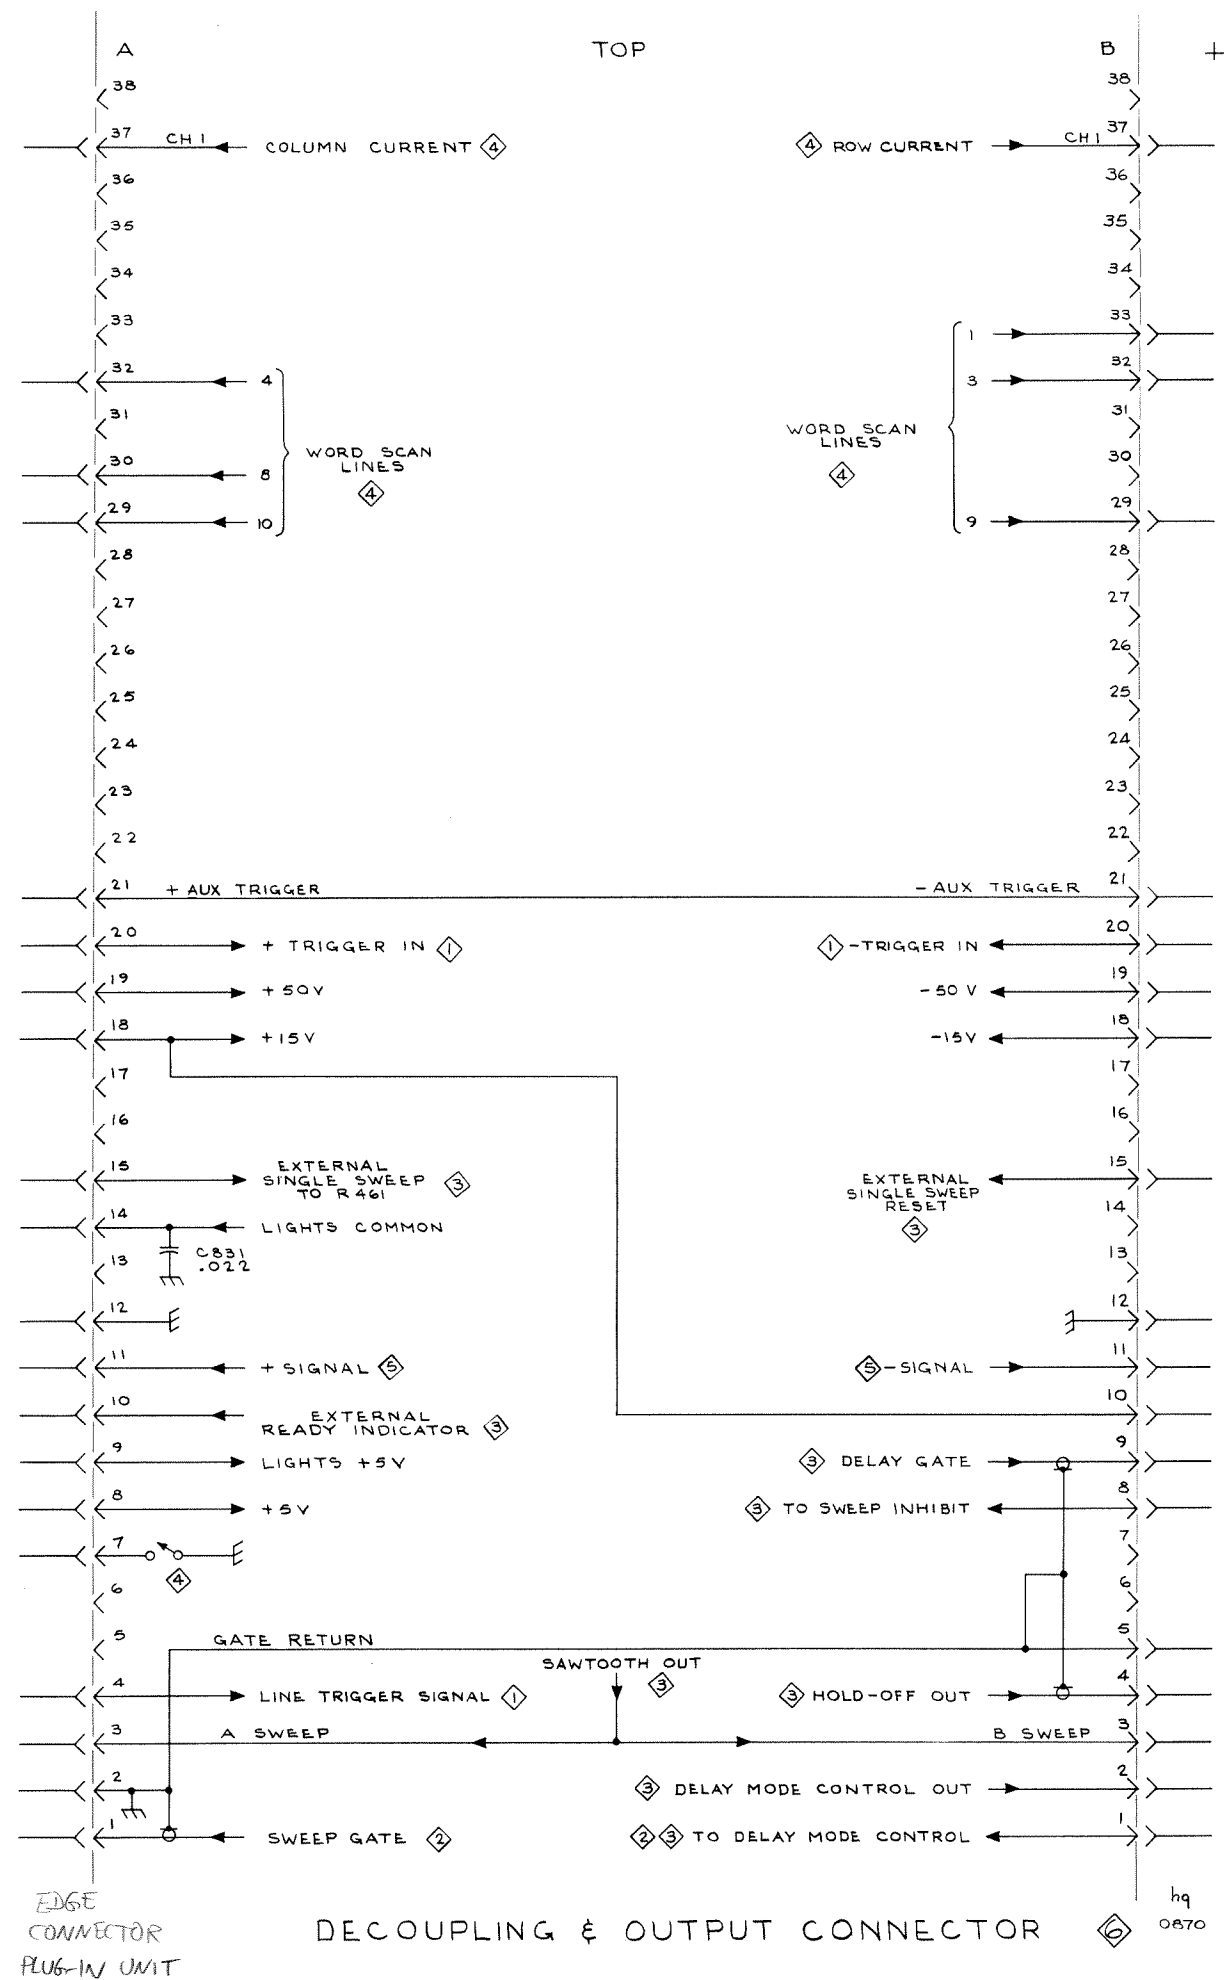 A TOP B
38 38
37 CH 1 COLUMN CURRENT 4 4 ROW CURRENT CH 1 37
36 36
35 35
34 34
33 1 33
32 4 3 32
31 31
WORD SCAN LINES 4
WORD SCAN LINES 4
30 8 30
29 10 9 29
28 28
27 27
26 26
25 25
24 24
23 23
22 22
21 + AUX TRIGGER - AUX TRIGGER 21
20 + TRIGGER IN 1 1 -TRIGGER IN 20
19 +50V -50 V 19
18 +15V -15V 18
17 17
16 16
15 EXTERNAL SINGLE SWEEP TO R461 3 EXTERNAL SINGLE SWEEP RESET 3 15
14 LIGHTS COMMON 14
C831
.022
13 13
12 12
11 + SIGNAL 5 5 -SIGNAL 11
10 EXTERNAL READY INDICATOR 3 10
9 LIGHTS +5V 3 DELAY GATE 9
8 +5V 3 TO SWEEP INHIBIT 8
7 4 7
6 6
5 GATE RETURN 5
SAWTOOTH OUT 3
4 LINE TRIGGER SIGNAL 1 3 HOLD-OFF OUT 4
3 A SWEEP B SWEEP 3
2 3 DELAY MODE CONTROL OUT 2
1 SWEEP GATE 2 2 3 TO DELAY MODE CONTROL 1
EDGE
CONNECTOR
PLUG-IN UNIT
DECOUPLING & OUTPUT CONNECTOR 6
hq
0870